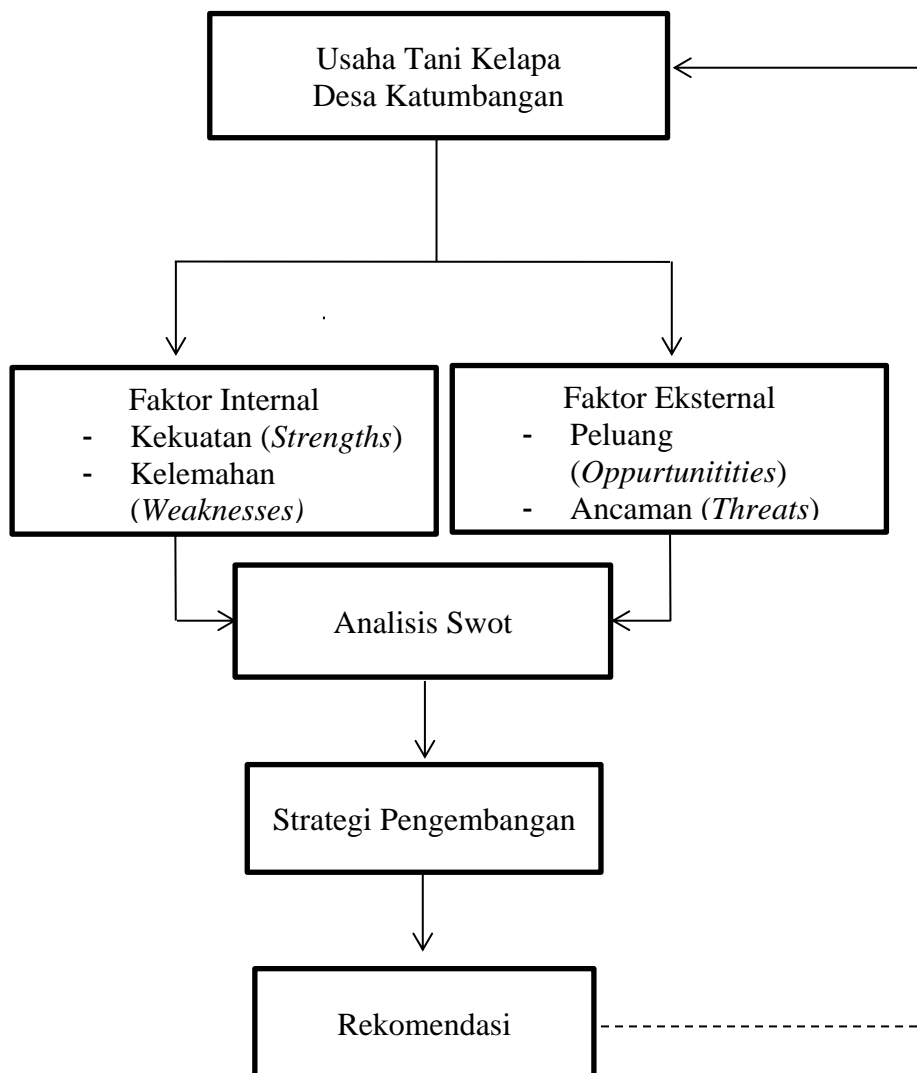 Usaha Tani Kelapa
Desa Katumbangan
Faktor Internal
- Kekuatan (Strengths)
- Kelemahan
(Weaknesses)
Faktor Eksternal
- Peluang
(Oppurtunitities)
- Ancaman (Threats)
Analisis Swot
Strategi Pengembangan
Rekomendasi